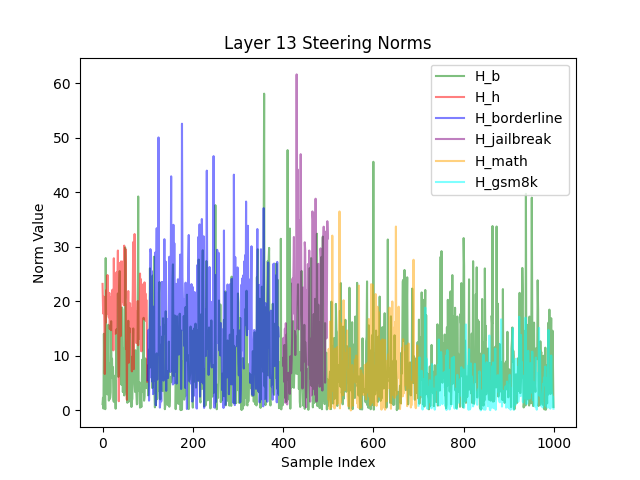 Layer 13 Steering Norms
Norm Value
60
50
40
30
20
10
0
H_b
H_h
H_borderline
H_jailbreak
H_math
H_gsm8k
0 200 400 600 800 1000
Sample Index